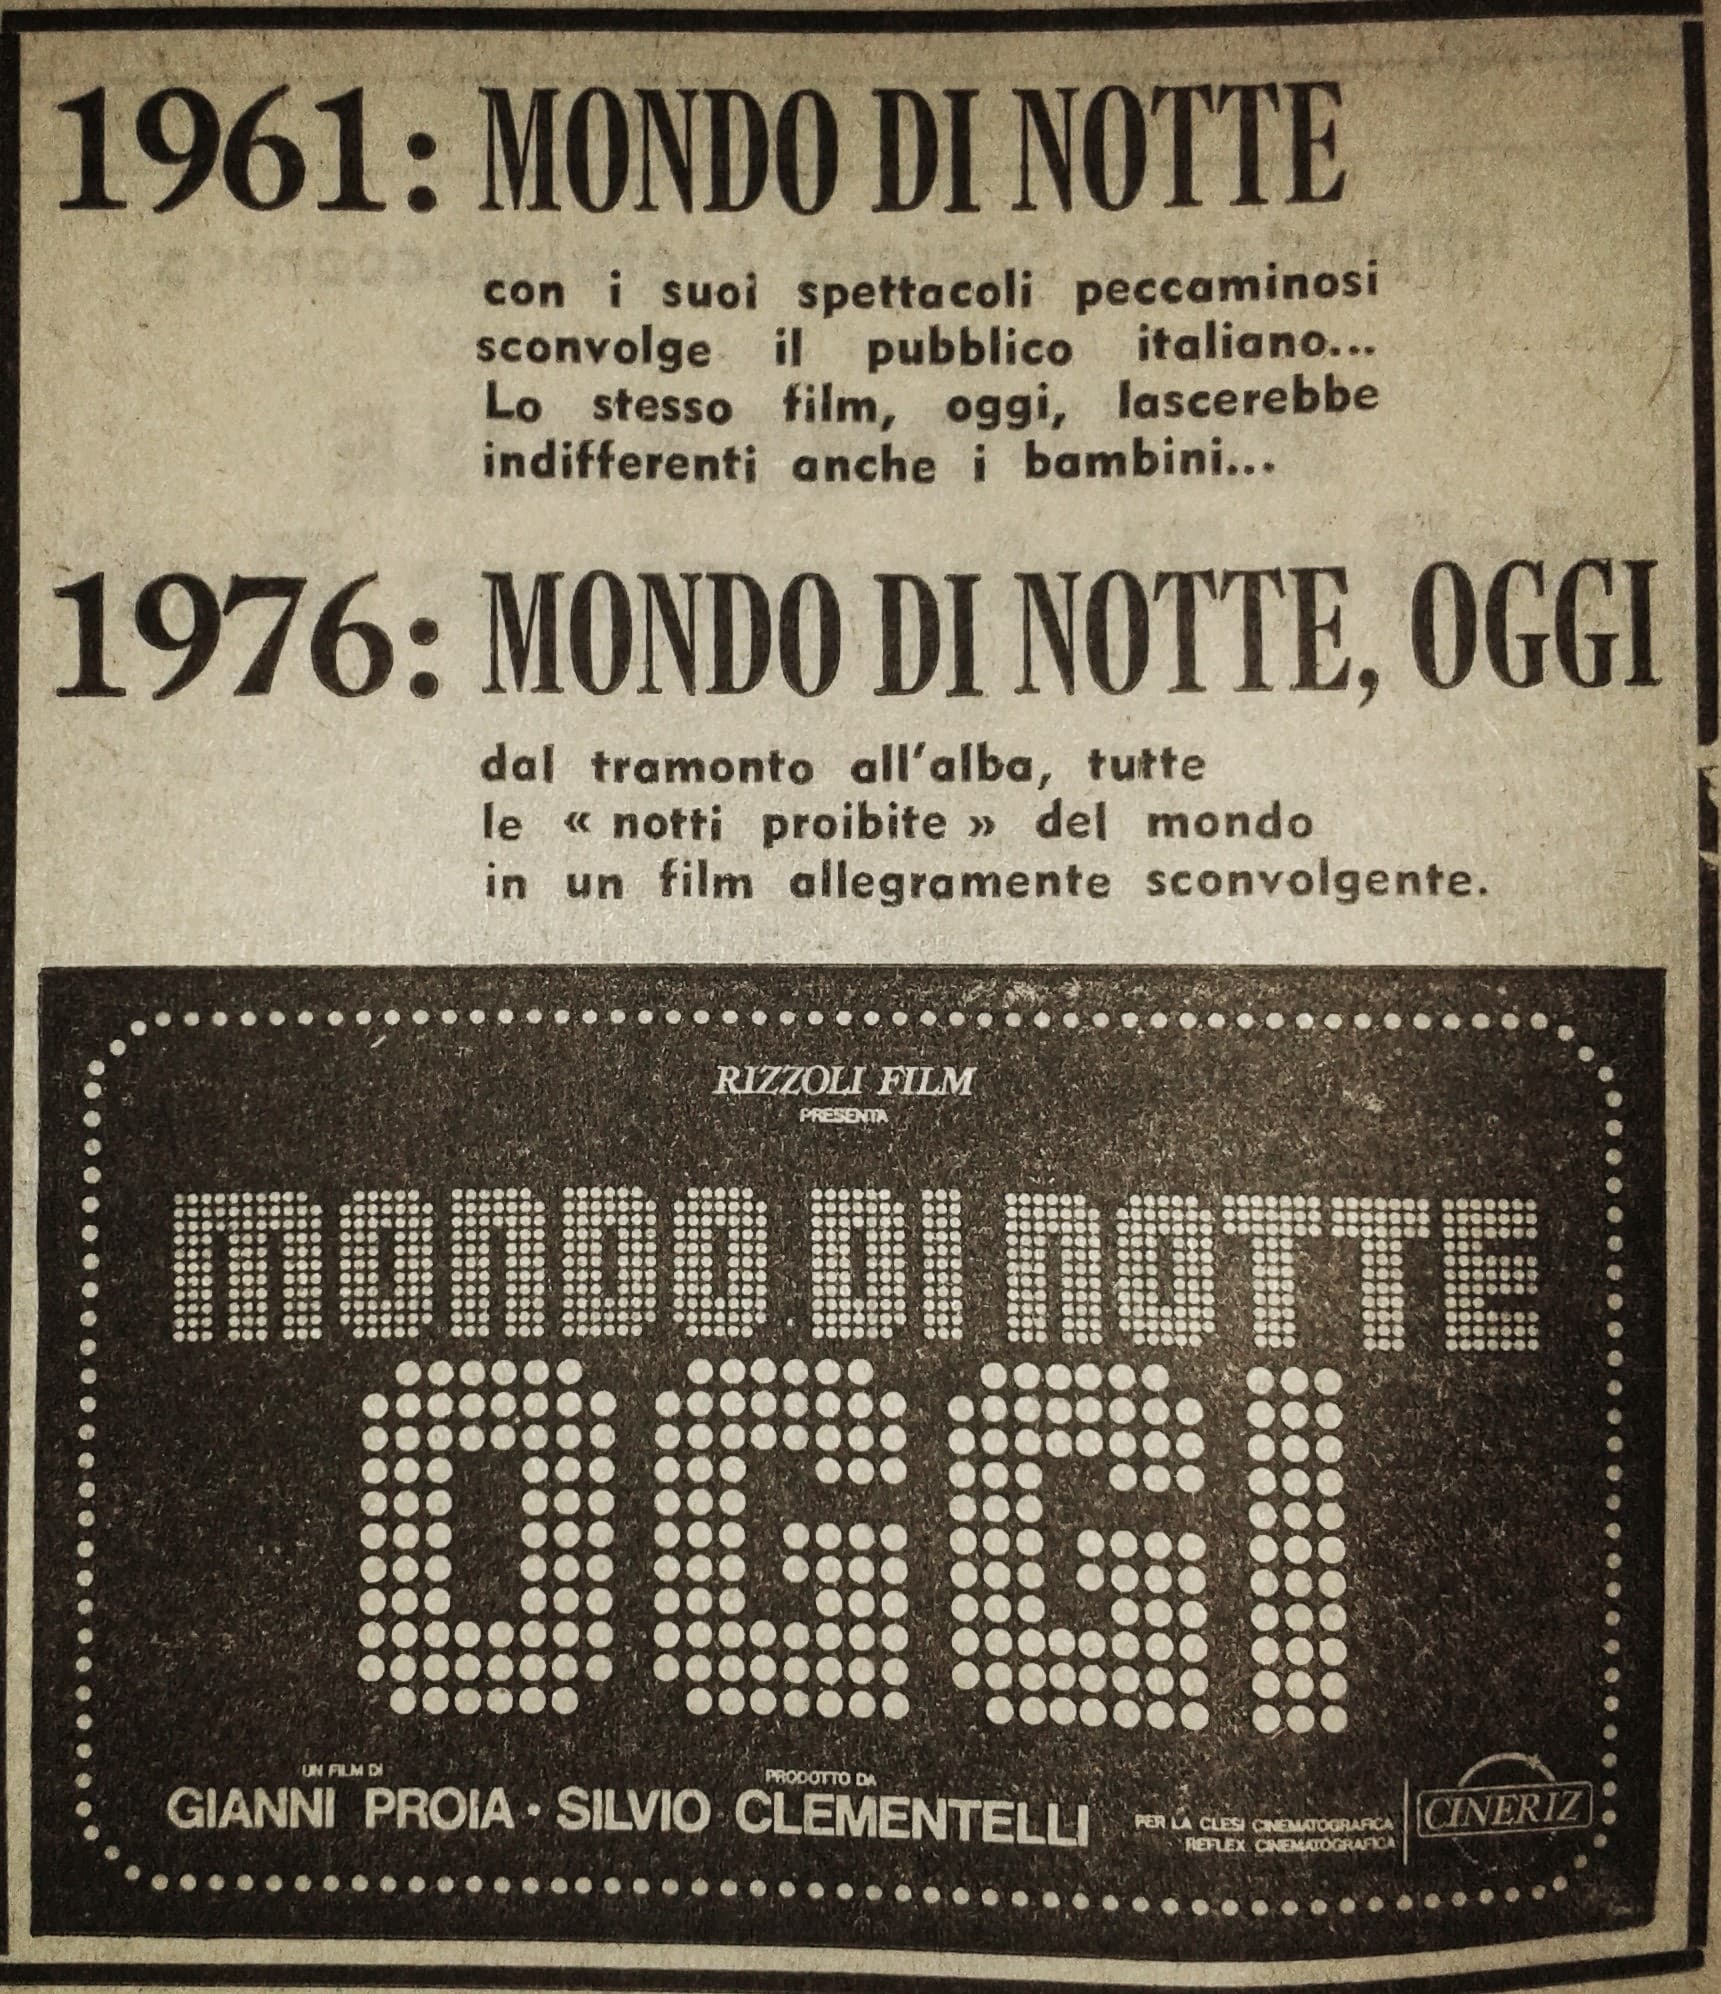 1961: MONDO DI NOTTE
con i suoi spettacoli peccaminosi
sconvolge il pubblico italiano...
Lo stesso film, oggi, lascerebbe
indifferenti anche i bambini...
1976: MONDO DI NOTTE, OGGI
dal tramonto all'alba, tutte
le « notti proibite » del mondo
in un film allegramente sconvolgente.
RIZZOLI FILM
PRESENTA
MONDO DI NOTTE
OGGI
UN FILM DI
GIANNI PROIA • SILVIO CLEMENTELLI
PRODOTTO DA
PER LA CLESI CINEMATOGRAFICA
REFLEX CINEMATOGRAFICA
CINERIZ